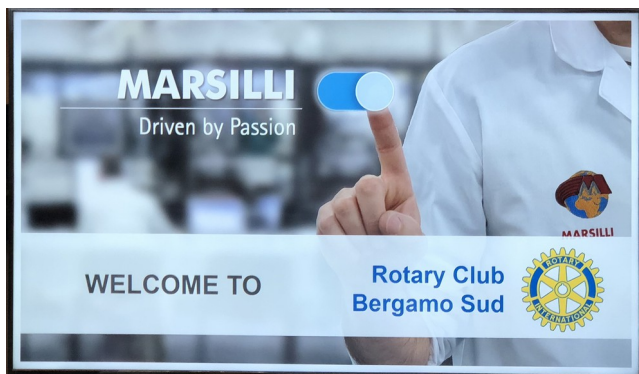 MARSILLI
Driven by Passion
MARSILLI
WELCOME TO
Rotary Club
Bergamo Sud
ROTARY
INTERNATIONAL